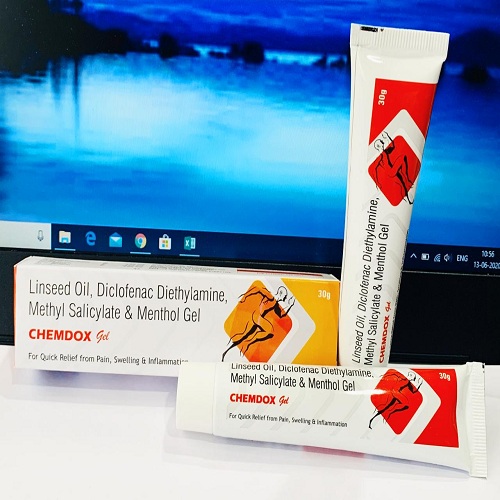 10:56
ENG
13-06-2020
Linseed Oil, Diclofenac Diethylamine,
Methyl Salicylate & Menthol Gel
30g
CHEMDOX Gel
For Quick Relief from Pain, Swelling & Inflammation
30g
Linseed Oil, Diclofenac Diethylamine,
Methyl Salicylate & Menthol Gel
CHEMDOX Gel
Linseed Oil, Diclofenac Diethylamine,
Methyl Salicylate & Menthol Gel
30g
CHEMDOX Gel
For Quick Relief from Pain, Swelling & Inflammation